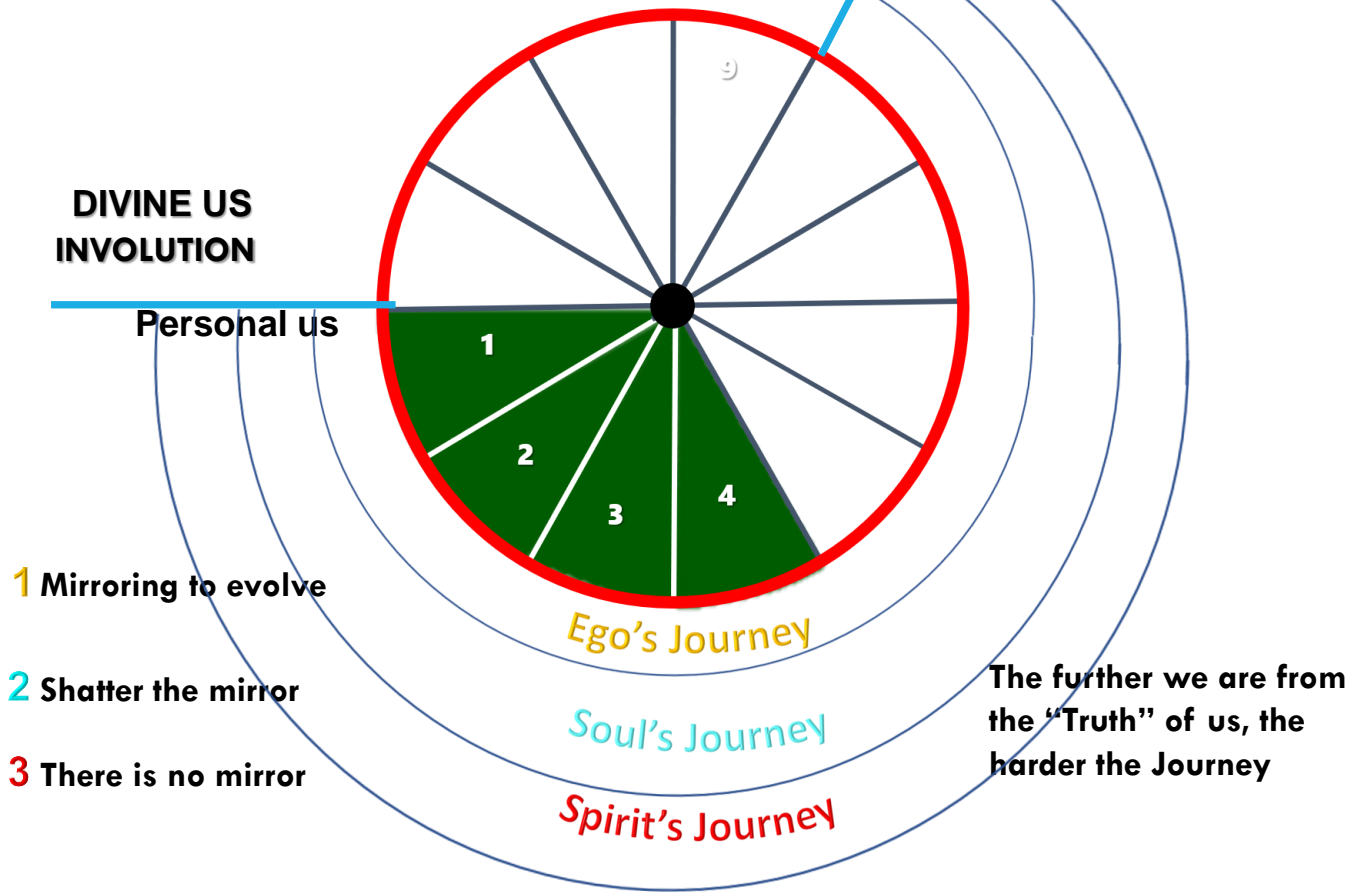 9
DIVINE US
INVOLUTION
Personal us
1
2
3
4
1 Mirroring to evolve
2 Shatter the mirror
3 There is no mirror
Ego's Journey
Soul's Journey
Spirit's Journey
The further we are from
the “Truth” of us, the
harder the Journey